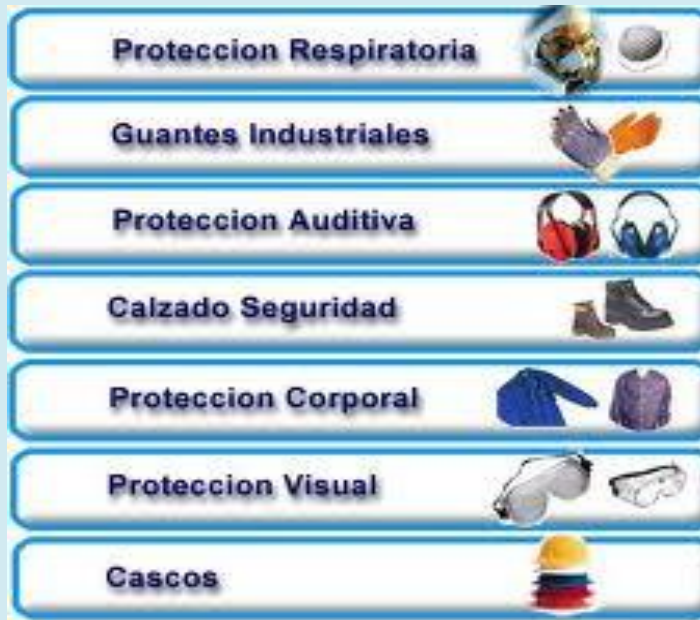 Proteccion Respiratoria
Guantes Industriales
Proteccion Auditiva
Calzado Seguridad
Proteccion Corporal
Proteccion Visual
Cascos